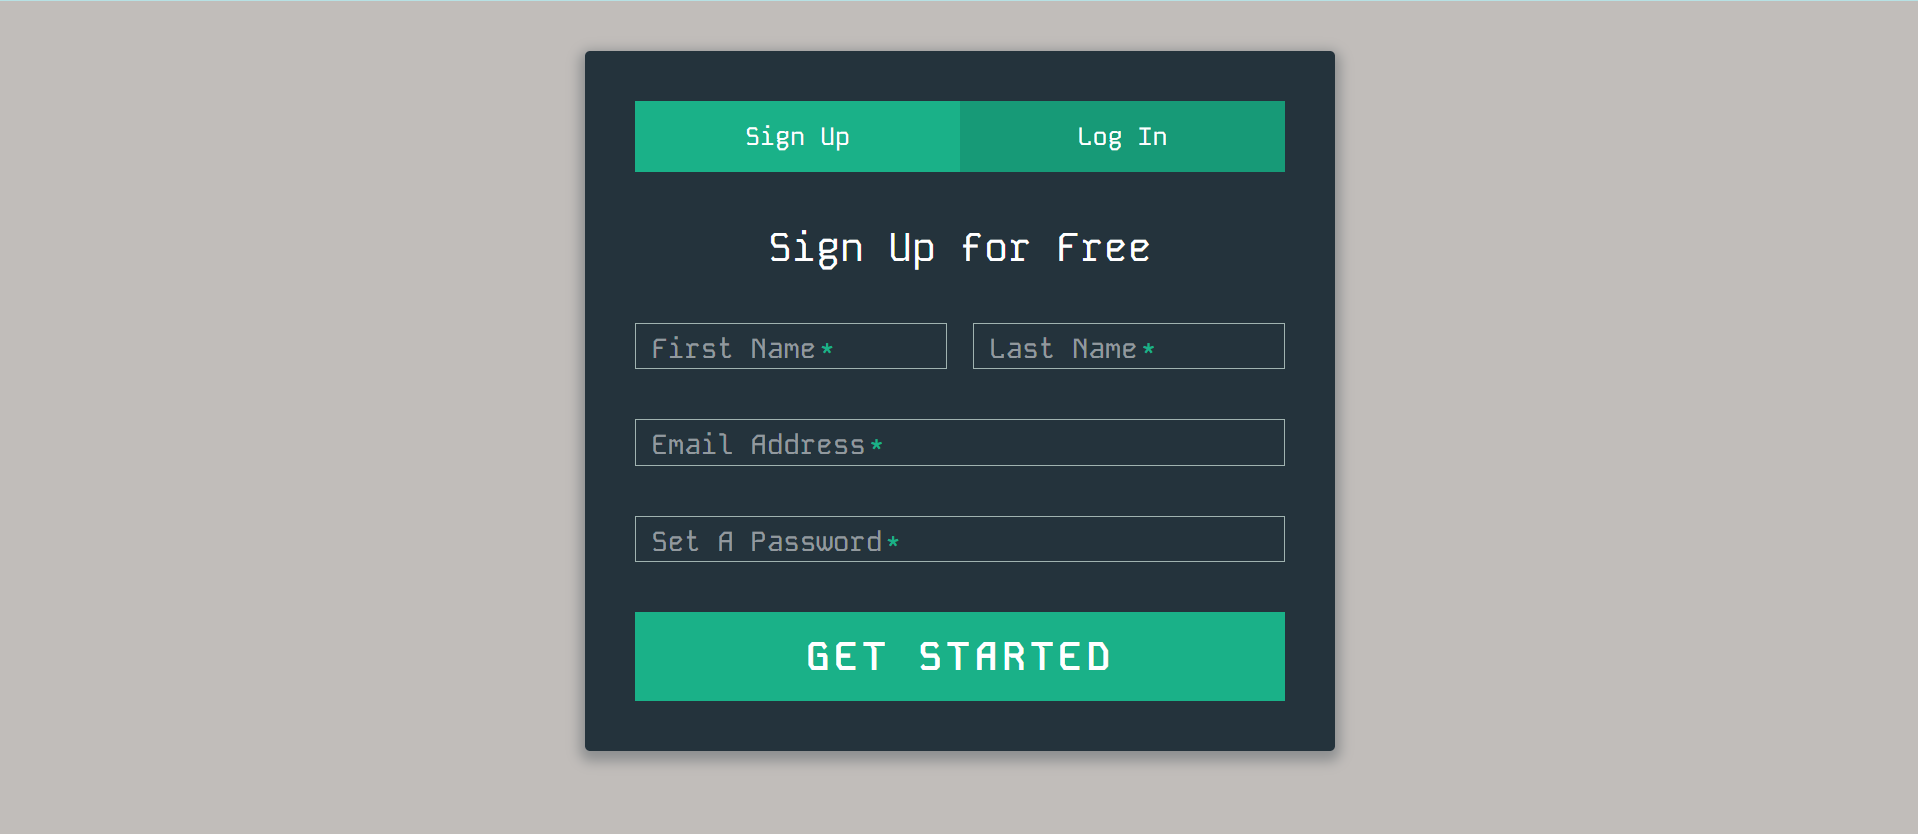 Sign Up Log In
Sign Up for Free
First Name* Last Name*
Email Address*
Set A Password*
GET STARTED